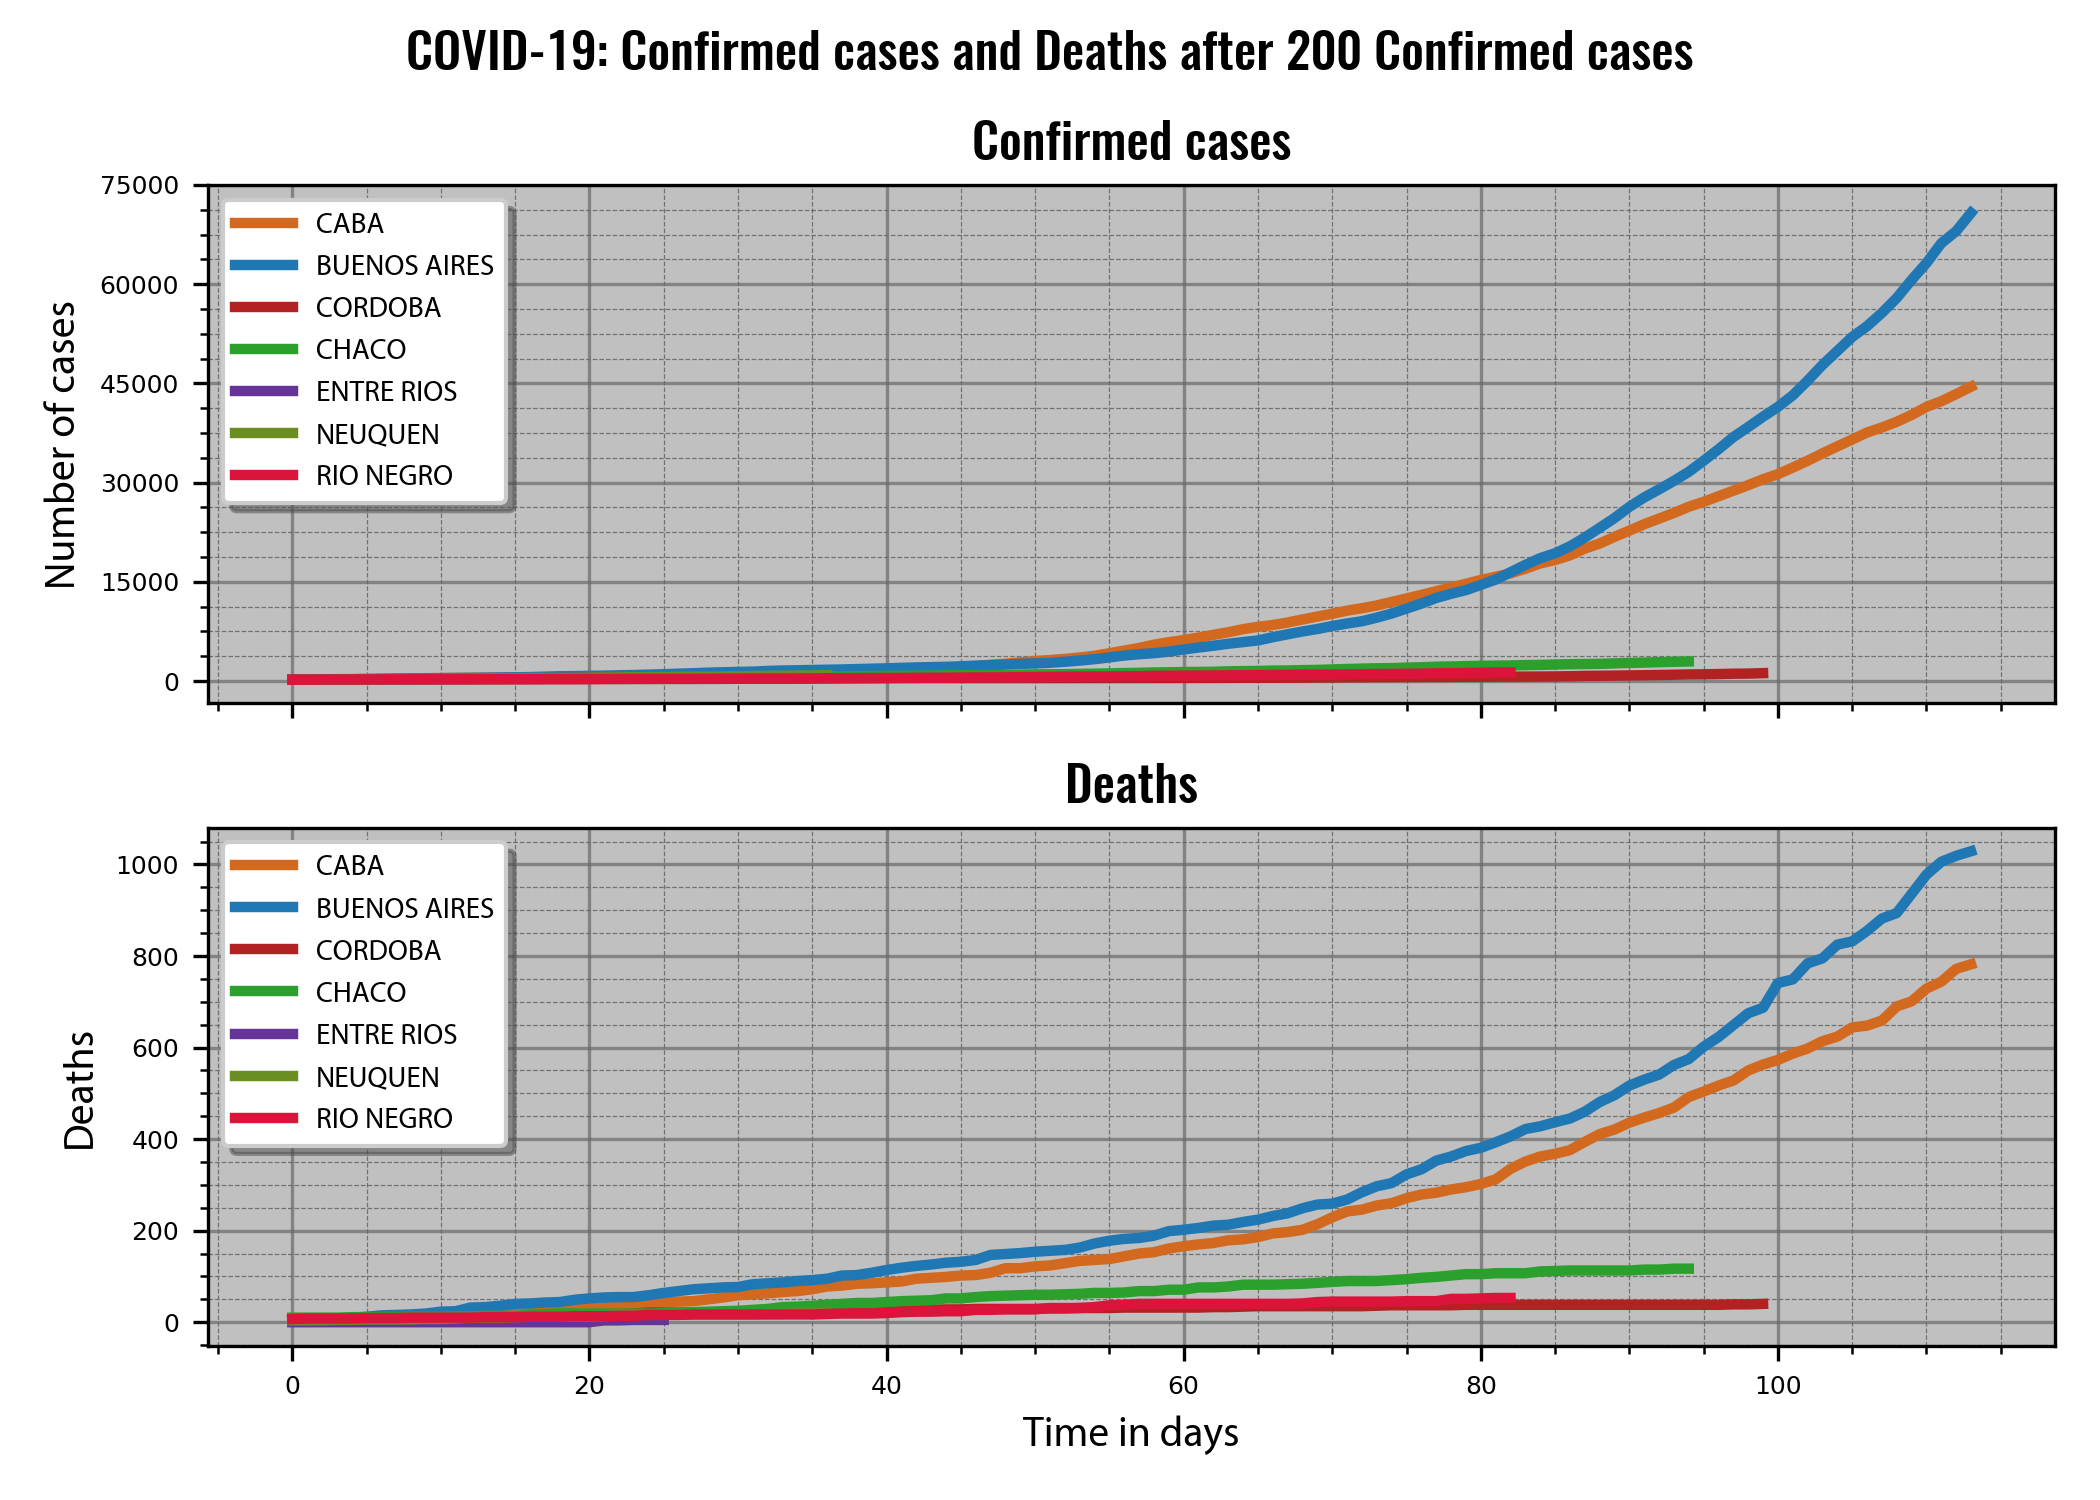 COVID-19: Confirmed cases and Deaths after 200 Confirmed cases
Confirmed cases
75000
60000
45000
30000
15000
0
Number of cases
CABA
BUENOS AIRES
CORDOBA
CHACO
ENTRE RIOS
NEUQUEN
RIO NEGRO
Deaths
1000
800
600
400
200
0
Deaths
CABA
BUENOS AIRES
CORDOBA
CHACO
ENTRE RIOS
NEUQUEN
RIO NEGRO
0 20 40 60 80 100
Time in days